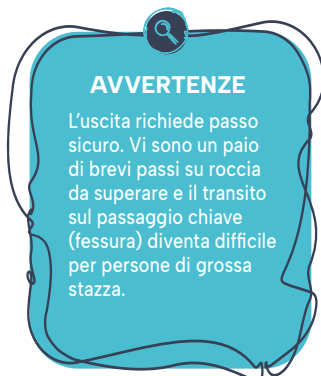 AVVERTENZE
L'uscita richiede passo
sicuro. Vi sono un paio
di brevi passi su roccia
da superare e il transito
sul passaggio chiave
(fessura) diventa difficile
per persone di grossa
stazza.